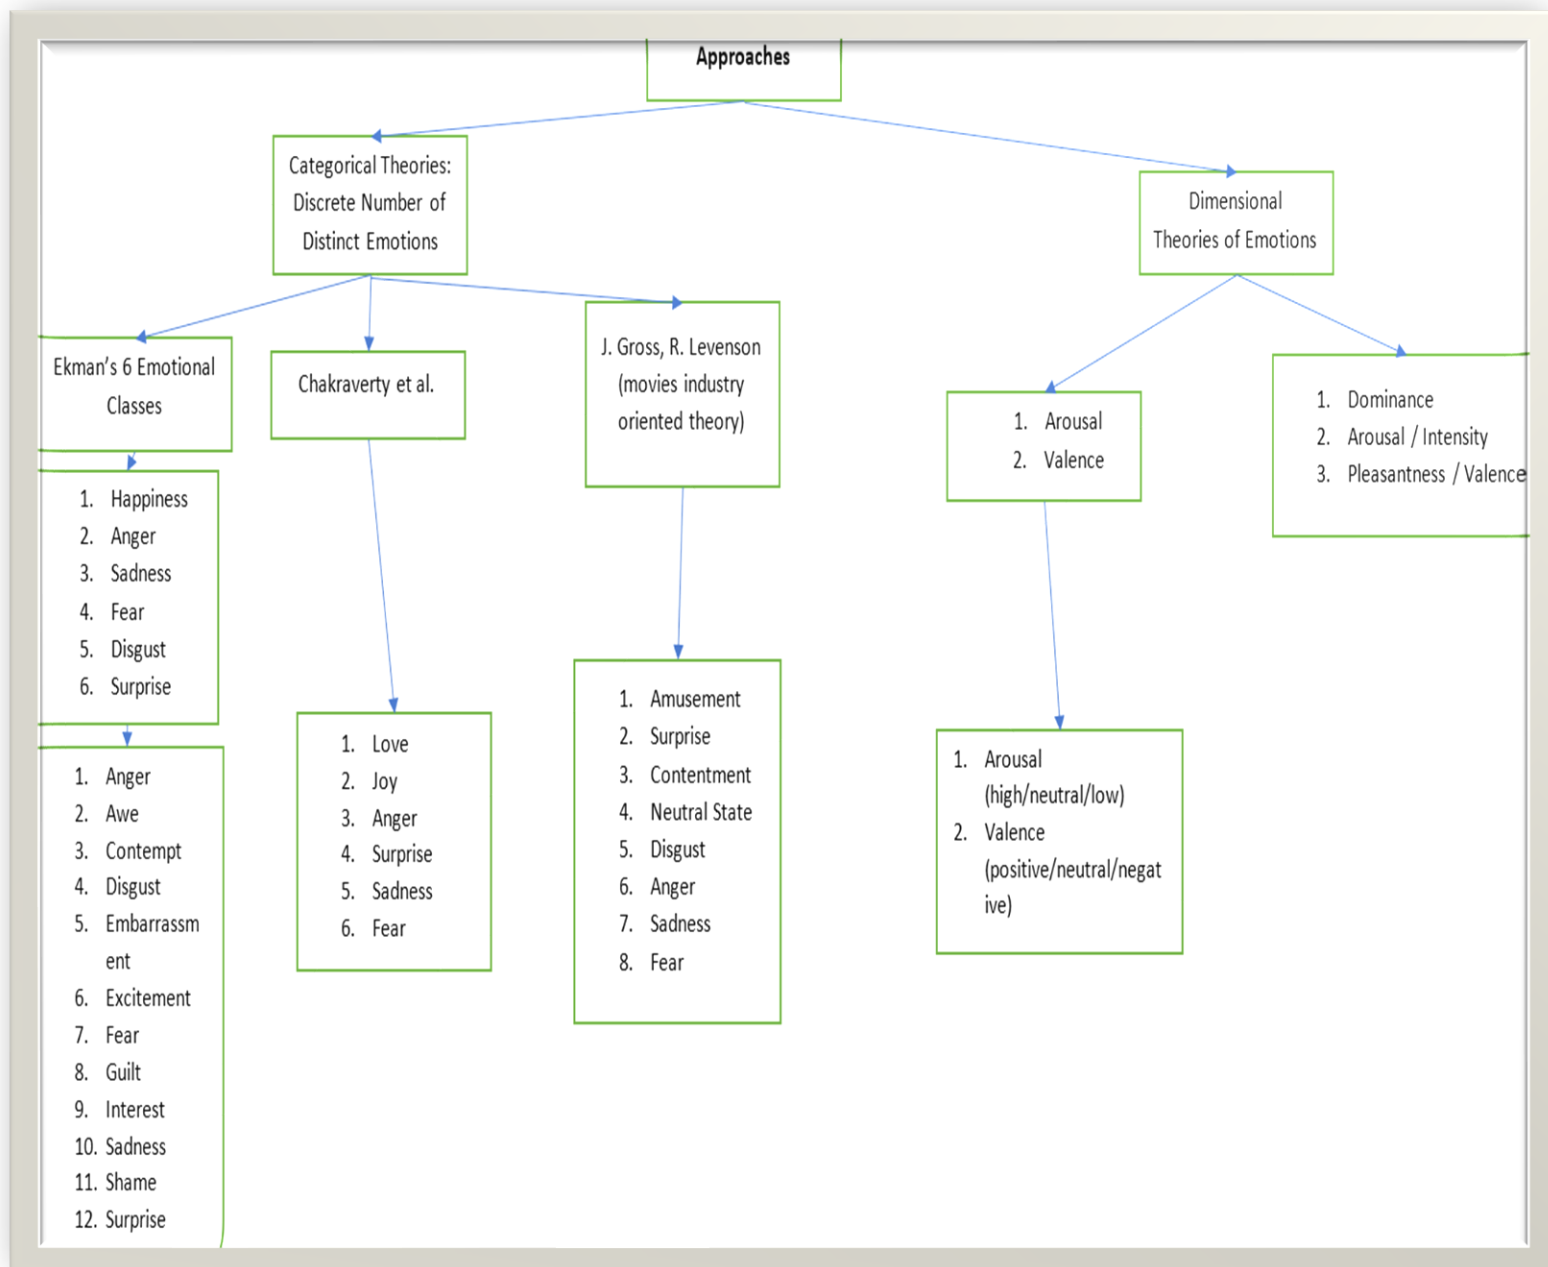 Approaches
Categorical Theories:
Discrete Number of
Distinct Emotions
Dimensional
Theories of Emotions
Ekman's 6 Emotional
Classes
Chakraverty et al.
J. Gross, R. Levenson
(movies industry
oriented theory)
1. Arousal
2. Valence
1. Dominance
2. Arousal / Intensity
3. Pleasantness / Valence
1. Happiness
2. Anger
3. Sadness
4. Fear
5. Disgust
6. Surprise
1. Anger
2. Awe
3. Contempt
4. Disgust
5. Embarrassm
ent
6. Excitement
7. Fear
8. Guilt
9. Interest
10. Sadness
11. Shame
12. Surprise
1. Love
2. Joy
3. Anger
4. Surprise
5. Sadness
6. Fear
1. Amusement
2. Surprise
3. Contentment
4. Neutral State
5. Disgust
6. Anger
7. Sadness
8. Fear
1. Arousal
(high/neutral/low)
2. Valence
(positive/neutral/negat
ive)